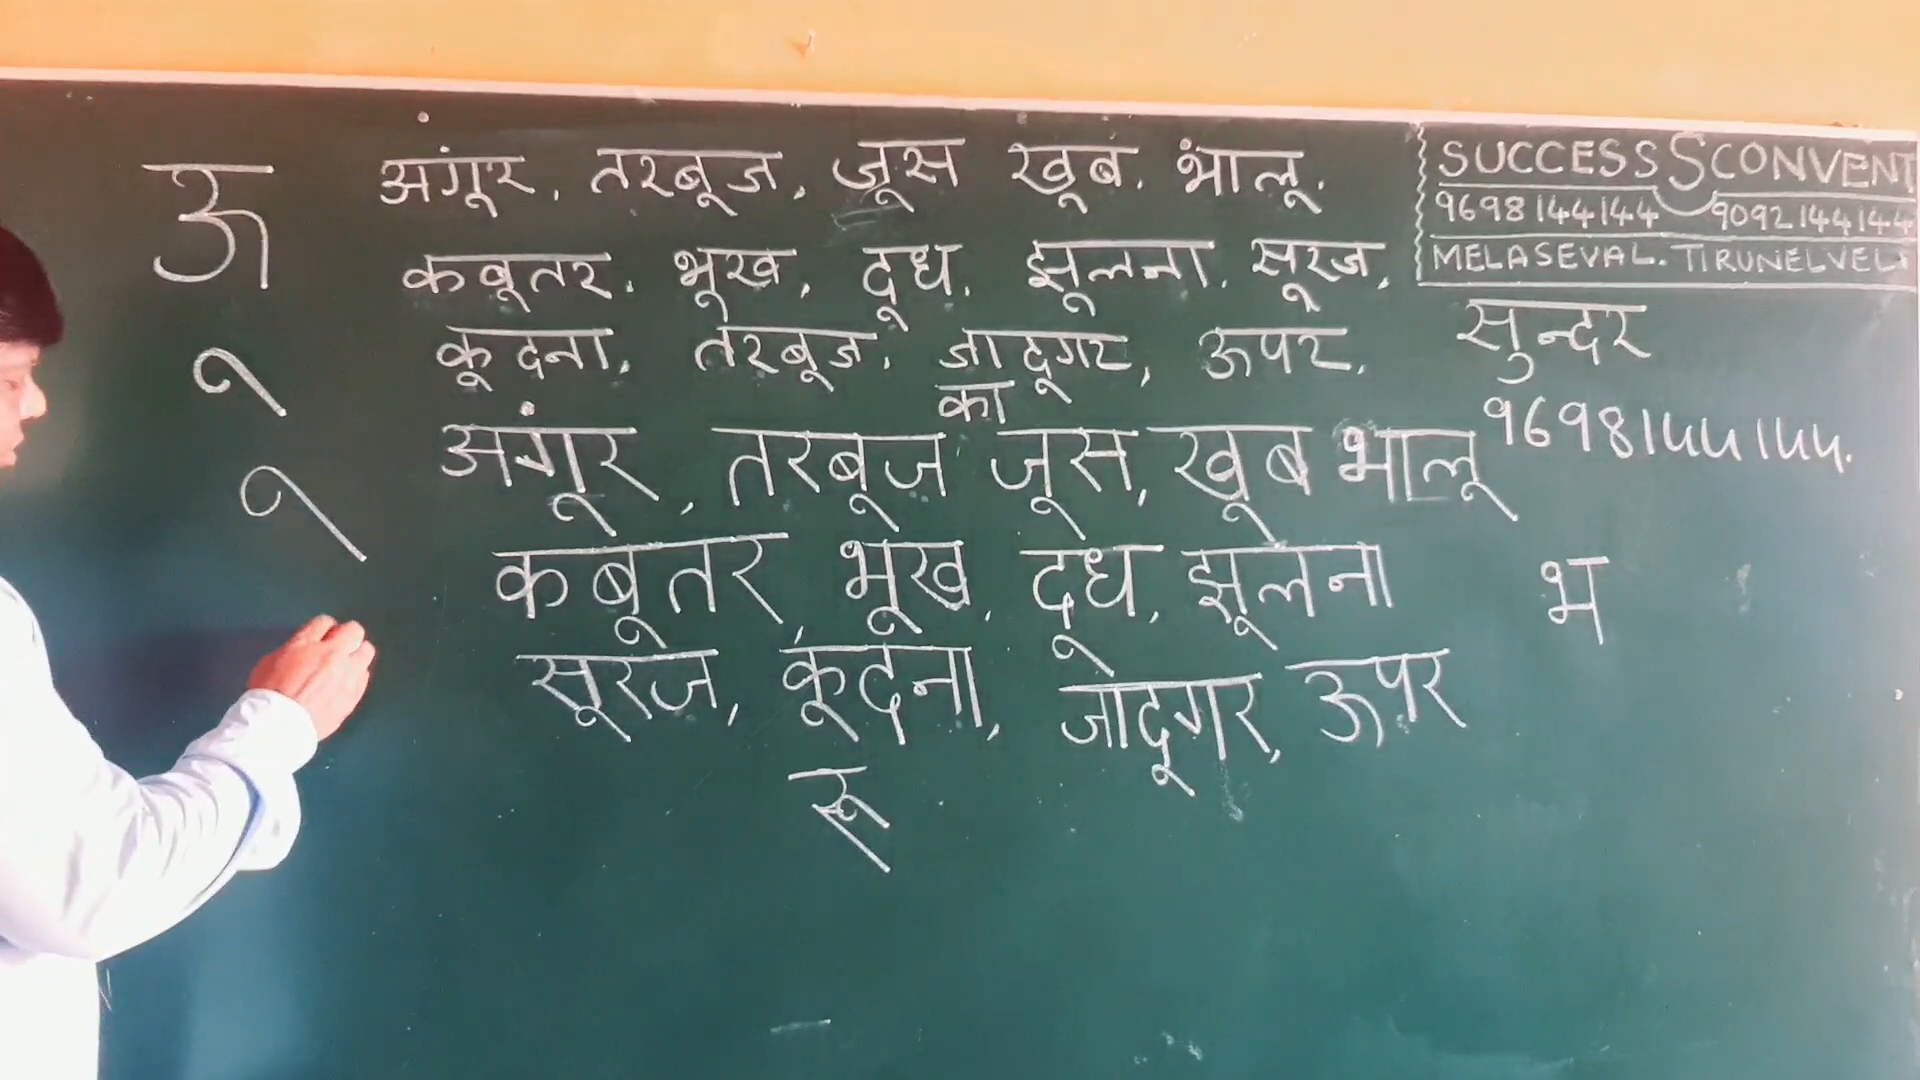 ऊ
ू
ू
अंगूर, तरबूज, जूस खूब, भालू.
कबूतर, भूख, दूध, झूलना, सूरज,
कूदना, तरबूज, जादूगर, ऊपर,
का
अंगूर, तरबूज जूस, खूब भालू
कबूतर, भूख, दूध, झूलना
सूरज, कूदना, जादूगर, ऊपर
रू
SUCCESS S CONVENT
9698144144 9092144144
MELASEVAL. TIRUNELVELI
सुन्दर
9698144144.
भ